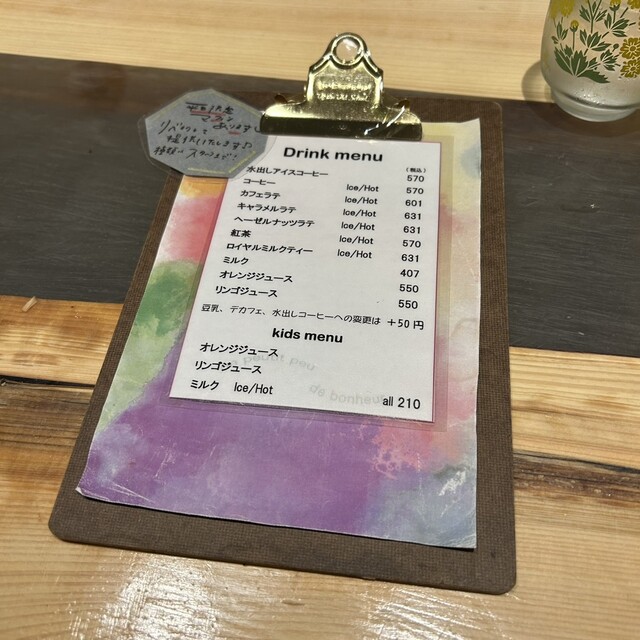 Drink menu
(税込)
水出しアイスコーヒー 570
コーヒー Ice/Hot 570
カフェラテ Ice/Hot 601
キャラメルラテ Ice/Hot 631
ヘーゼルナッツラテ Ice/Hot 631
紅茶 Ice/Hot 570
ロイヤルミルクティー Ice/Hot 631
ミルク 407
オレンジジュース 550
リンゴジュース 550
豆乳、デカフェ、水出しコーヒーへの変更は +50円
kids menu
オレンジジュース
リンゴジュース
ミルク Ice/Hot all 210
peu
de bonheur